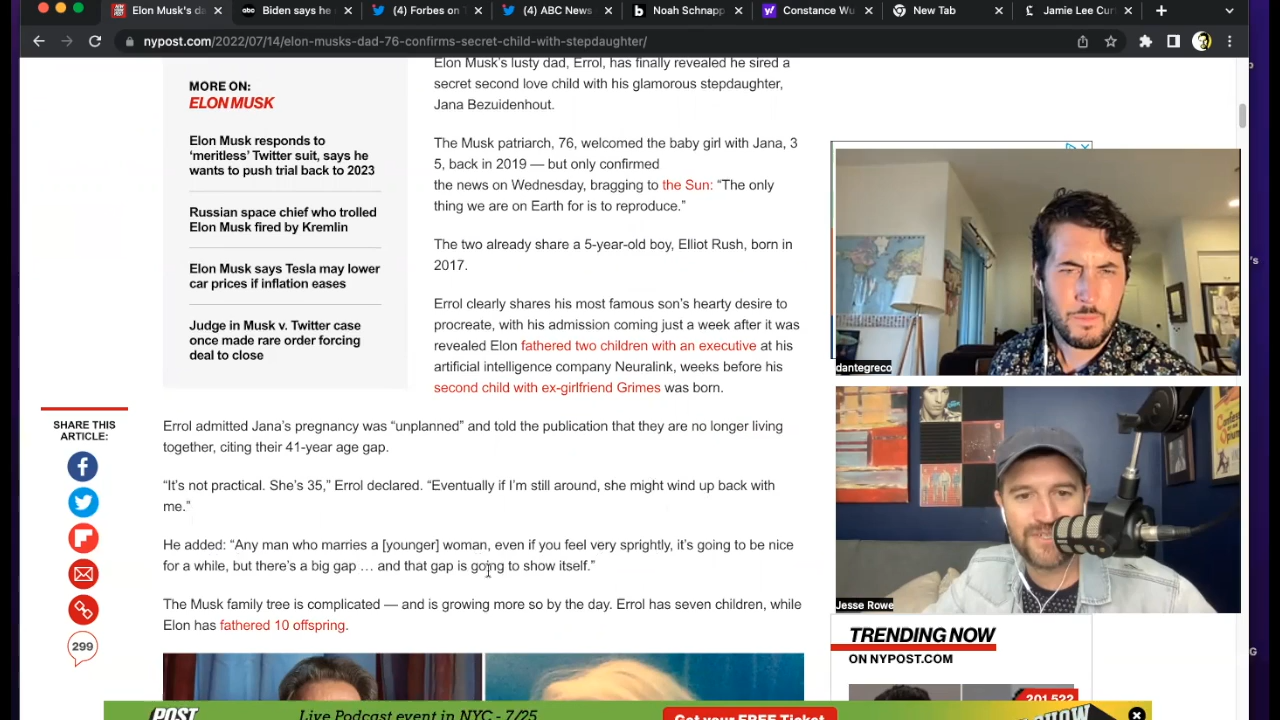 Elon Musk's da
Biden says he
(4) Forbes on
(4) ABC News
Noah Schnapp
Constance Wu
New Tab
Jamie Lee Cur
nypost.com/2022/07/14/elon-musks-dad-76-confirms-secret-child-with-stepdaughter/
MORE ON:
ELON MUSK
Elon Musk responds to
‘meritless’ Twitter suit, says he
wants to push trial back to 2023
Russian space chief who trolled
Elon Musk fired by Kremlin
Elon Musk says Tesla may lower
car prices if inflation eases
Judge in Musk v. Twitter case
once made rare order forcing
deal to close
Elon Musk’s lusty dad, Errol, has finally revealed he sired a
secret second love child with his glamorous stepdaughter,
Jana Bezuidenhout.
The Musk patriarch, 76, welcomed the baby girl with Jana, 3
5, back in 2019 — but only confirmed
the news on Wednesday, bragging to the Sun: “The only
thing we are on Earth for is to reproduce.”
The two already share a 5-year-old boy, Elliot Rush, born in
2017.
Errol clearly shares his most famous son’s hearty desire to
procreate, with his admission coming just a week after it was
revealed Elon fathered two children with an executive at his
artificial intelligence company Neuralink, weeks before his
second child with ex-girlfriend Grimes was born.
SHARE THIS
ARTICLE:
299
Errol admitted Jana’s pregnancy was “unplanned” and told the publication that they are no longer living
together, citing their 41-year age gap.
“It’s not practical. She’s 35,” Errol declared. “Eventually if I’m still around, she might wind up back with
me.”
He added: “Any man who marries a [younger] woman, even if you feel very sprightly, it’s going to be nice
for a while, but there’s a big gap … and that gap is going to show itself.”
The Musk family tree is complicated — and is growing more so by the day. Errol has seven children, while
Elon has fathered 10 offspring.
dantegreco
Jesse Rowe
TRENDING NOW
ON NYPOST.COM
201,522
POST
Live Podcast event in NYC - 7/25
Get your FREE Ticket
SHOW